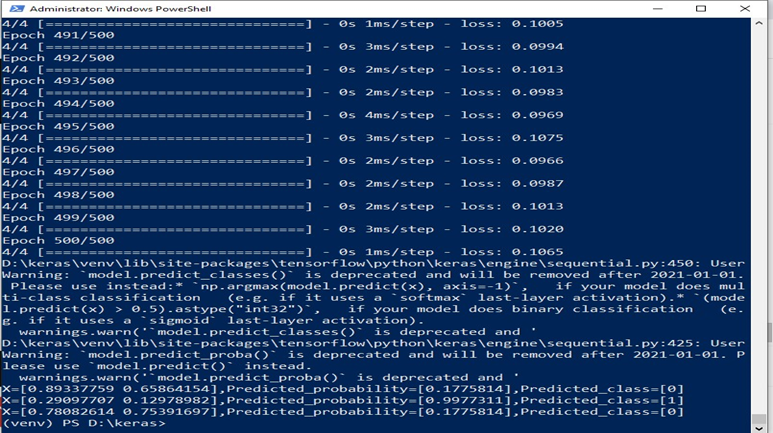 Administrator: Windows PowerShell
4/4 [==============================] - 0s 1ms/step - loss: 0.1005
Epoch 491/500
4/4 [==============================] - 0s 3ms/step - loss: 0.0994
Epoch 492/500
4/4 [==============================] - 0s 2ms/step - loss: 0.1013
Epoch 493/500
4/4 [==============================] - 0s 2ms/step - loss: 0.0983
Epoch 494/500
4/4 [==============================] - 0s 4ms/step - loss: 0.0969
Epoch 495/500
4/4 [==============================] - 0s 3ms/step - loss: 0.1075
Epoch 496/500
4/4 [==============================] - 0s 2ms/step - loss: 0.0966
Epoch 497/500
4/4 [==============================] - 0s 2ms/step - loss: 0.0987
Epoch 498/500
4/4 [==============================] - 0s 2ms/step - loss: 0.1013
Epoch 499/500
4/4 [==============================] - 0s 3ms/step - loss: 0.1020
Epoch 500/500
4/4 [==============================] - 0s 1ms/step - loss: 0.1065
D:\keras\venv\lib\site-packages\tensorflow\python\keras\engine\sequential.py:450: User
Warning: `model.predict_classes()` is deprecated and will be removed after 2021-01-01.
 Please use instead:* `np.argmax(model.predict(x), axis=-1)`,   if your model does mul
ti-class classification   (e.g. if it uses a `softmax` last-layer activation).* `(mode
l.predict(x) > 0.5).astype("int32")`,   if your model does binary classification   (e.
g. if it uses a `sigmoid` last-layer activation).
  warnings.warn('`model.predict_classes()` is deprecated and '
D:\keras\venv\lib\site-packages\tensorflow\python\keras\engine\sequential.py:425: User
Warning: `model.predict_proba()` is deprecated and will be removed after 2021-01-01. P
lease use `model.predict()` instead.
  warnings.warn('`model.predict_proba()` is deprecated and '
X=[0.89337759 0.65864154],Predicted_probability=[0.1775814],Predicted_class=[0]
X=[0.29097707 0.12978982],Predicted_probability=[0.9977311],Predicted_class=[1]
X=[0.78082614 0.75391697],Predicted_probability=[0.1775814],Predicted_class=[0]
(venv) PS D:\keras>